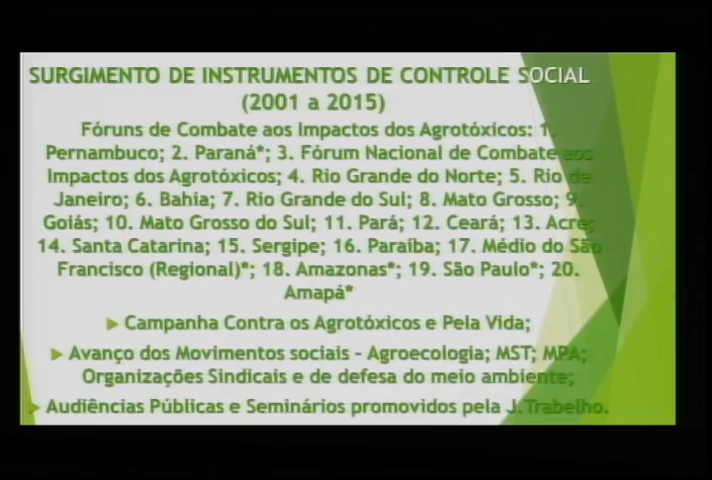 SURGIMENTO DE INSTRUMENTOS DE CONTROLE SOCIAL
(2001 a 2015)
Fóruns de Combate aos Impactos dos Agrotóxicos: 1.
Pernambuco; 2. Paraná*; 3. Fórum Nacional de Combate aos
Impactos dos Agrotóxicos; 4. Rio Grande do Norte; 5. Rio de
Janeiro; 6. Bahia; 7. Rio Grande do Sul; 8. Mato Grosso; 9.
Goiás; 10. Mato Grosso do Sul; 11. Pará; 12. Ceará; 13. Acre;
14. Santa Catarina; 15. Sergipe; 16. Paraíba; 17. Médio do São
Francisco (Regional)*; 18. Amazonas*; 19. São Paulo*; 20.
Amapá*
Campanha Contra os Agrotóxicos e Pela Vida;
Avanço dos Movimentos sociais - Agroecologia; MST; MPA;
Organizações Sindicais e de defesa do meio ambiente;
Audiências Públicas e Seminários promovidos pela J.Trabelho.